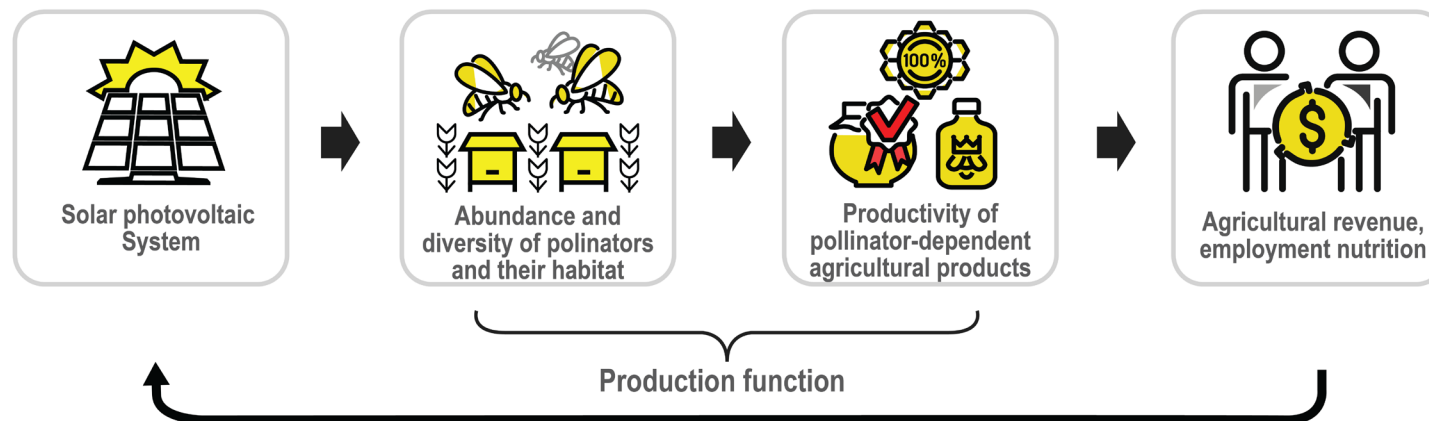 Solar photovoltaic
System
Abundance and
diversity of polinators
and their habitat
100%
Productivity of
pollinator-dependent
agricultural products
$
Agricultural revenue,
employment nutrition
Production function